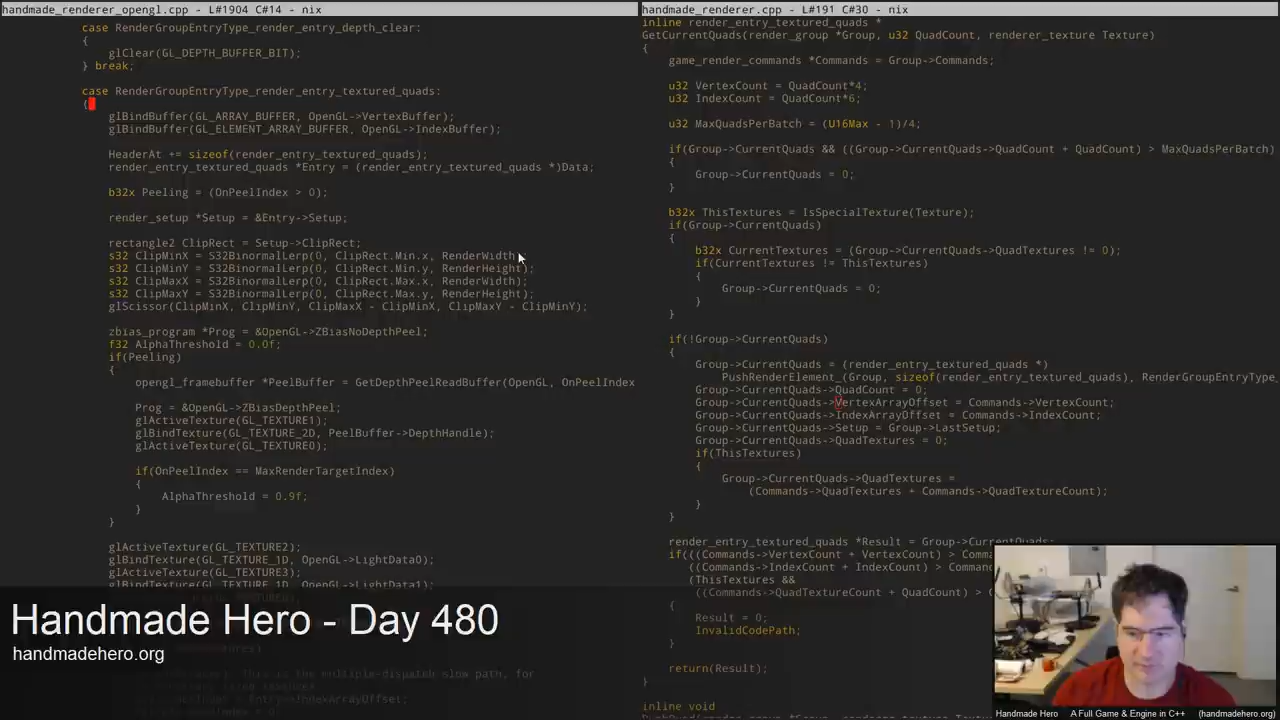 handmade_renderer_opengl.cpp - L#1904 C#14 - nix
case RenderGroupEntryType_render_entry_depth_clear:
{
glClear(GL_DEPTH_BUFFER_BIT);
} break;
case RenderGroupEntryType_render_entry_textured_quads:
{
glBindBuffer(GL_ARRAY_BUFFER, OpenGL->VertexBuffer);
glBindBuffer(GL_ELEMENT_ARRAY_BUFFER, OpenGL->IndexBuffer);
HeaderAt += sizeof(render_entry_textured_quads);
render_entry_textured_quads *Entry = (render_entry_textured_quads *)Data;
b32x Peeling = (OnPeelIndex > 0);
render_setup *Setup = &Entry->Setup;
rectangle2 ClipRect = Setup->ClipRect;
s32 ClipMinX = S32BinormalLerp(0, ClipRect.Min.x, RenderWidth);
s32 ClipMinY = S32BinormalLerp(0, ClipRect.Min.y, RenderHeight);
s32 ClipMaxX = S32BinormalLerp(0, ClipRect.Max.x, RenderWidth);
s32 ClipMaxY = S32BinormalLerp(0, ClipRect.Max.y, RenderHeight);
glScissor(ClipMinX, ClipMinY, ClipMaxX - ClipMinX, ClipMaxY - ClipMinY);
zbias_program *Prog = &OpenGL->ZBiasNoDepthPeel;
f32 AlphaThreshold = 0.0f;
if(Peeling)
{
opengl_framebuffer *PeelBuffer = GetDepthPeelReadBuffer(OpenGL, OnPeelIndex
Prog = &OpenGL->ZBiasDepthPeel;
glActiveTexture(GL_TEXTURE1);
glBindTexture(GL_TEXTURE_2D, PeelBuffer->DepthHandle);
glActiveTexture(GL_TEXTURE0);
if(OnPeelIndex == MaxRenderTargetIndex)
{
AlphaThreshold = 0.9f;
}
}
glActiveTexture(GL_TEXTURE2);
glBindTexture(GL_TEXTURE_1D, OpenGL->LightData0);
glActiveTexture(GL_TEXTURE3);
glBindTexture(GL_TEXTURE_1D, OpenGL->LightData1);
handmade_renderer.cpp - L#191 C#30 - nix
inline render_entry_textured_quads *
GetCurrentQuads(render_group *Group, u32 QuadCount, renderer_texture Texture)
{
game_render_commands *Commands = Group->Commands;
u32 VertexCount = QuadCount*4;
u32 IndexCount = QuadCount*6;
u32 MaxQuadsPerBatch = (U16Max - 1)/4;
if(Group->CurrentQuads && ((Group->CurrentQuads->QuadCount + QuadCount) > MaxQuadsPerBatch)
{
Group->CurrentQuads = 0;
}
b32x ThisTextures = IsSpecialTexture(Texture);
if(Group->CurrentQuads)
{
b32x CurrentTextures = (Group->CurrentQuads->QuadTextures != 0);
if(CurrentTextures != ThisTextures)
{
Group->CurrentQuads = 0;
}
}
if(!Group->CurrentQuads)
{
Group->CurrentQuads = (render_entry_textured_quads *)
PushRenderElement_(Group, sizeof(render_entry_textured_quads), RenderGroupEntryType_
Group->CurrentQuads->QuadCount = 0;
Group->CurrentQuads->VertexArrayOffset = Commands->VertexCount;
Group->CurrentQuads->IndexArrayOffset = Commands->IndexCount;
Group->CurrentQuads->Setup = Group->LastSetup;
Group->CurrentQuads->QuadTextures = 0;
if(ThisTextures)
{
Group->CurrentQuads->QuadTextures =
(Commands->QuadTextures + Commands->QuadTextureCount);
}
}
render_entry_textured_quads *Result = Group->CurrentQuads;
if(((Commands->VertexCount + VertexCount) > Comm
((Commands->IndexCount + IndexCount) > Comma
(ThisTextures &&
((Commands->QuadTextureCount + QuadCount) > C
{
Result = 0;
InvalidCodePath;
}
return(Result);
}
inline void
Handmade Hero - Day 480
handmadehero.org
Handmade Hero A Full Game & Engine in C++ (handmadehero.org)